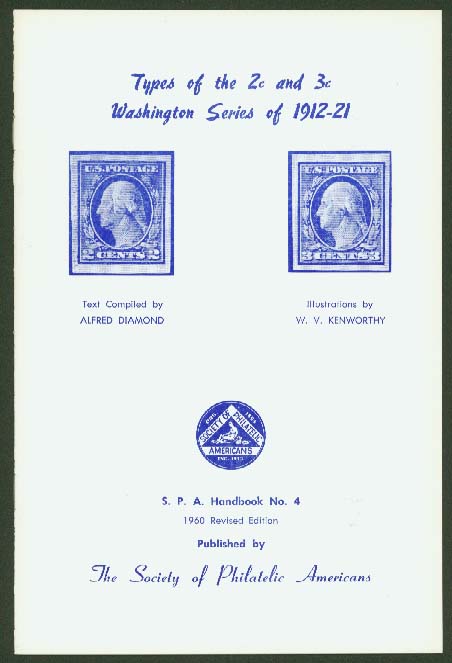 Types of the 2c and 3c
Washington Series of 1912-21
U.S. POSTAGE
2 CENTS 2
U.S. POSTAGE
3 CENTS 3
Text Compiled by
ALFRED DIAMOND
Illustrations by
W. V. KENWORTHY
SOCIETY OF PHILATELIC
AMERICANS
S. P. A. Handbook No. 4
1960 Revised Edition
Published by
The Society of Philatelic Americans